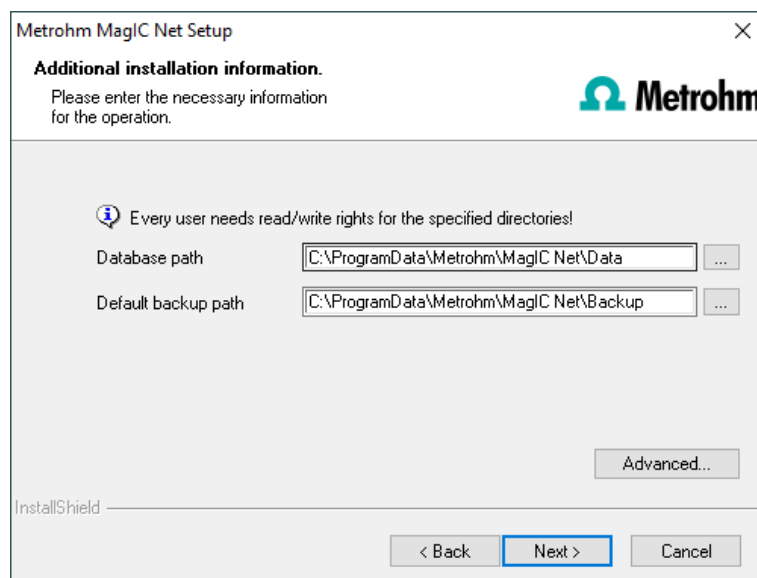 Metrohm MagIC Net Setup
Additional installation information.
Please enter the necessary information
for the operation.
Metrohm
Every user needs read/write rights for the specified directories!
Database path
C:\ProgramData\Metrohm\MagIC Net\Data
...
Default backup path
C:\ProgramData\Metrohm\MagIC Net\Backup
...
Advanced...
InstallShield
< Back
Next >
Cancel